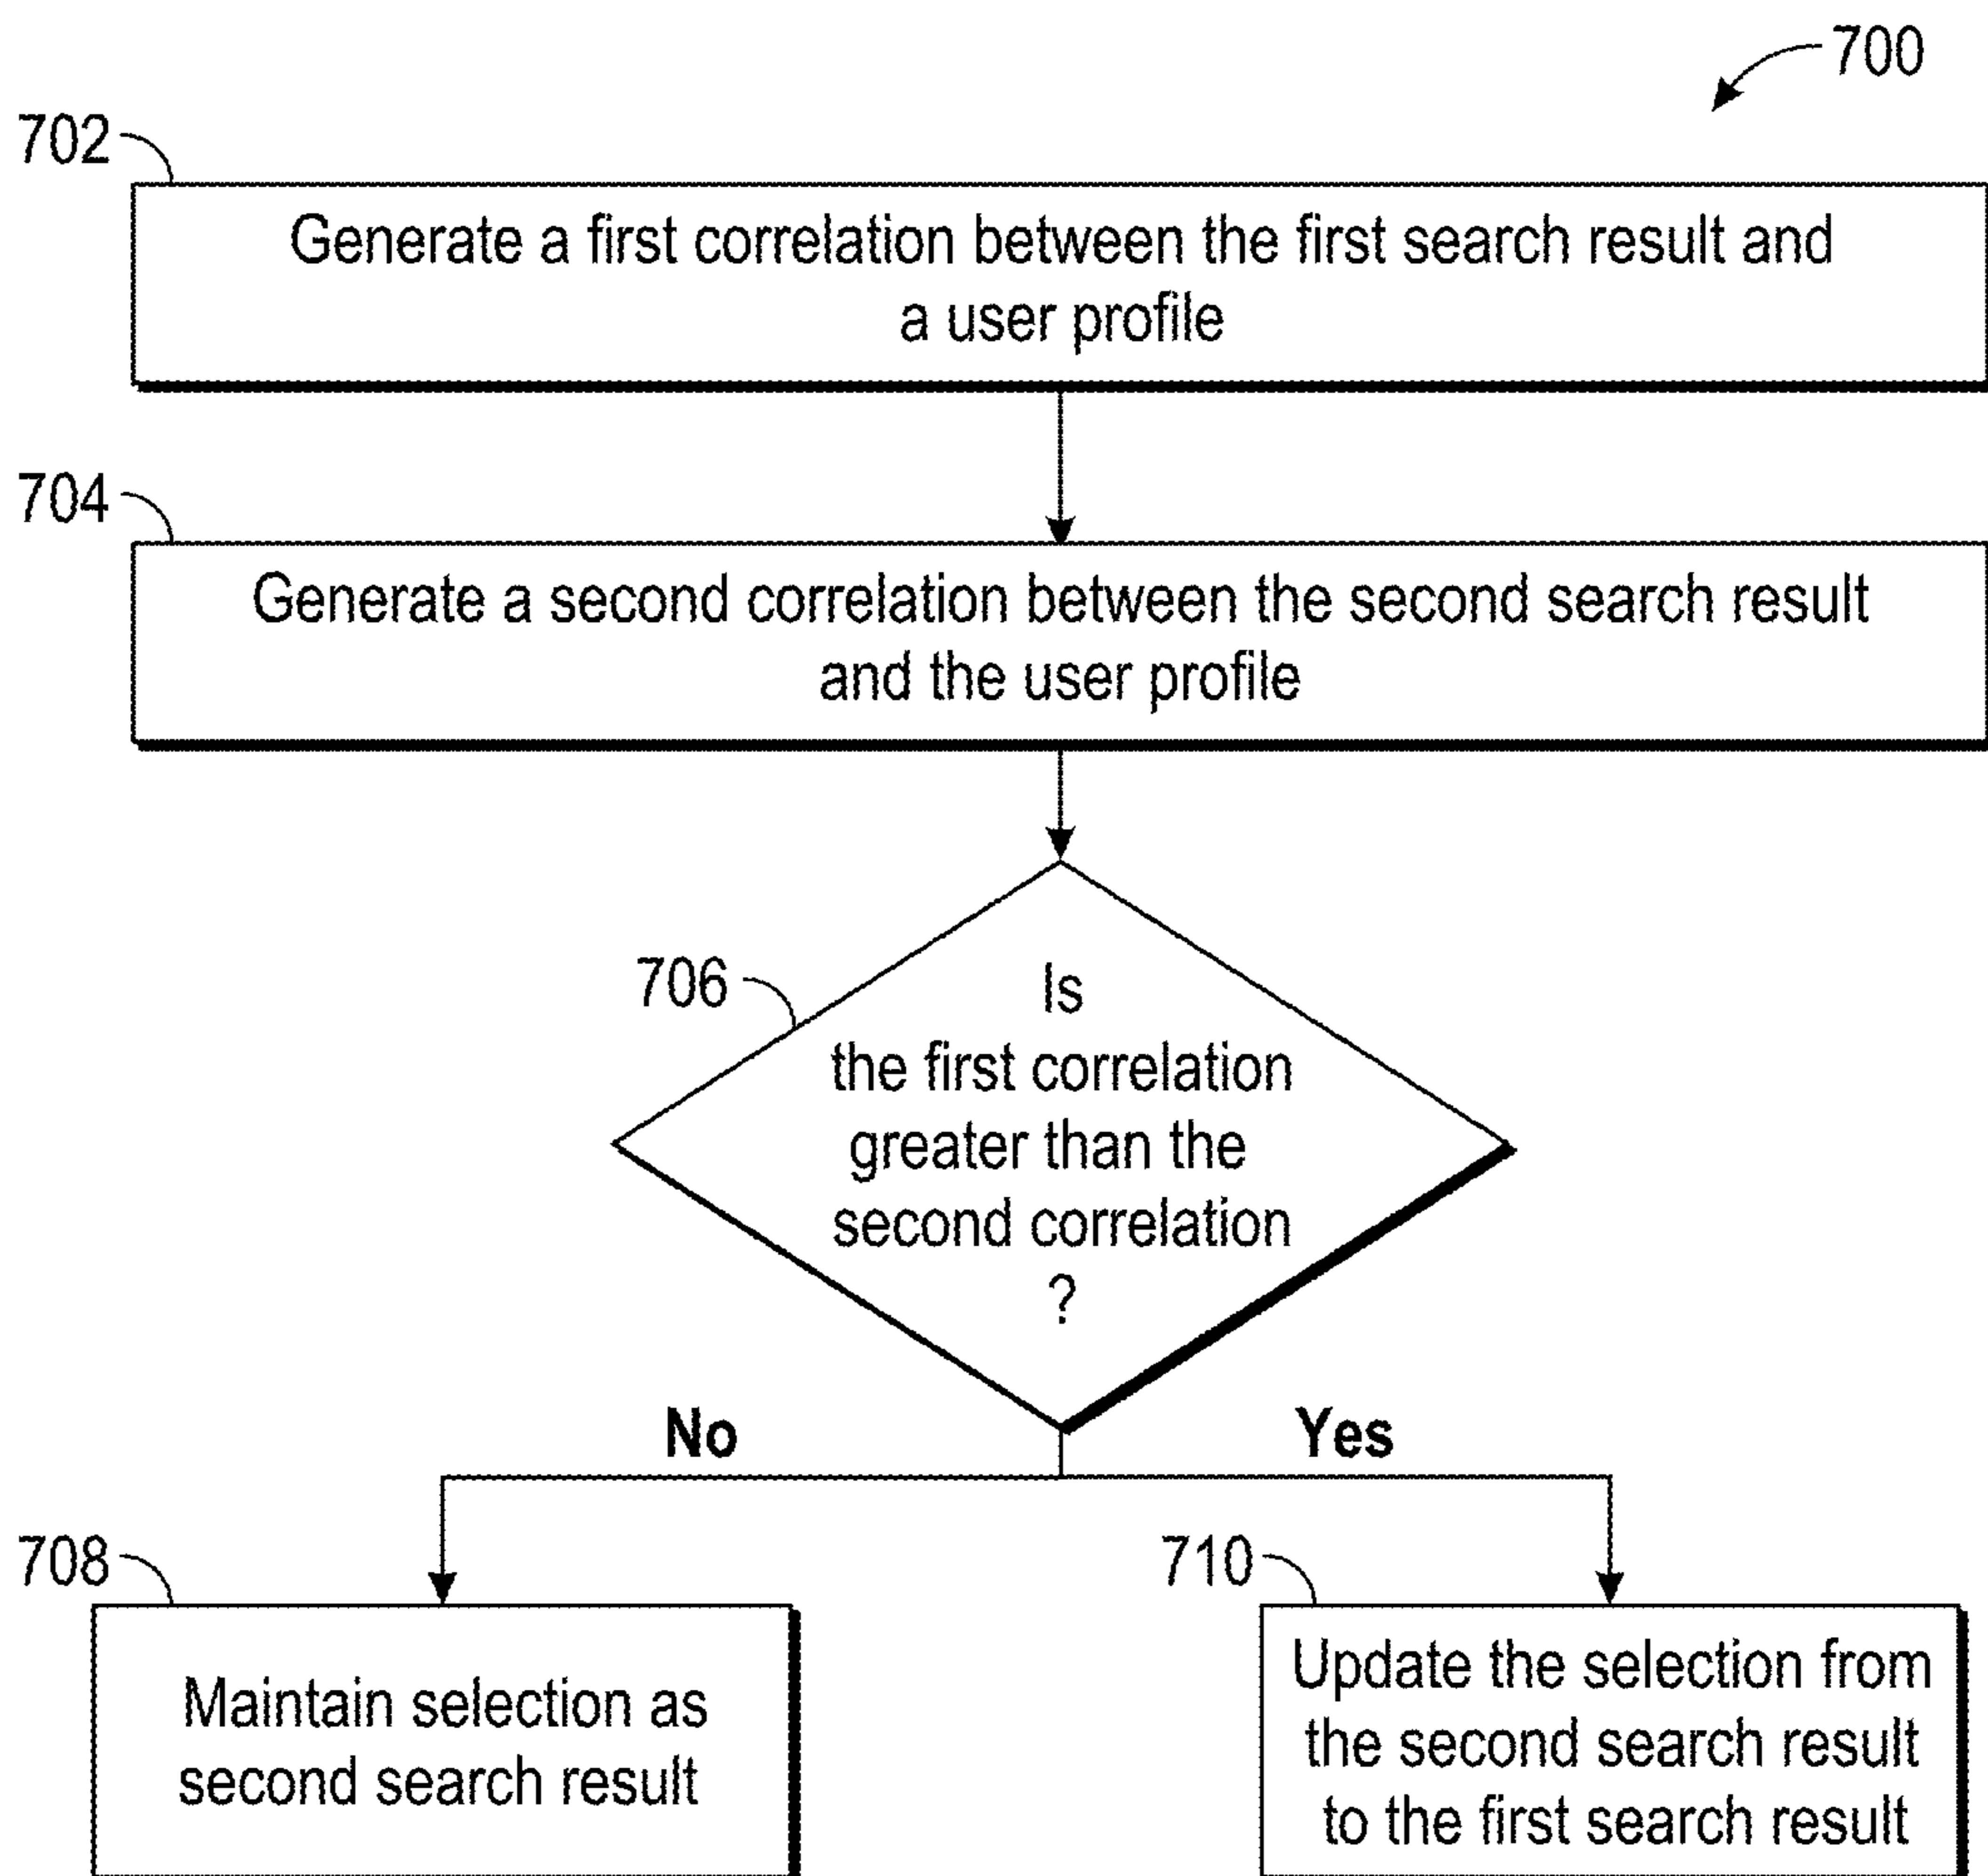 700
702
Generate a first correlation between the first search result and
a user profile
704
Generate a second correlation between the second search result
and the user profile
706
Is
the first correlation
greater than the
second correlation
?
No
Yes
708
Maintain selection as
second search result
710
Update the selection from
the second search result
to the first search result